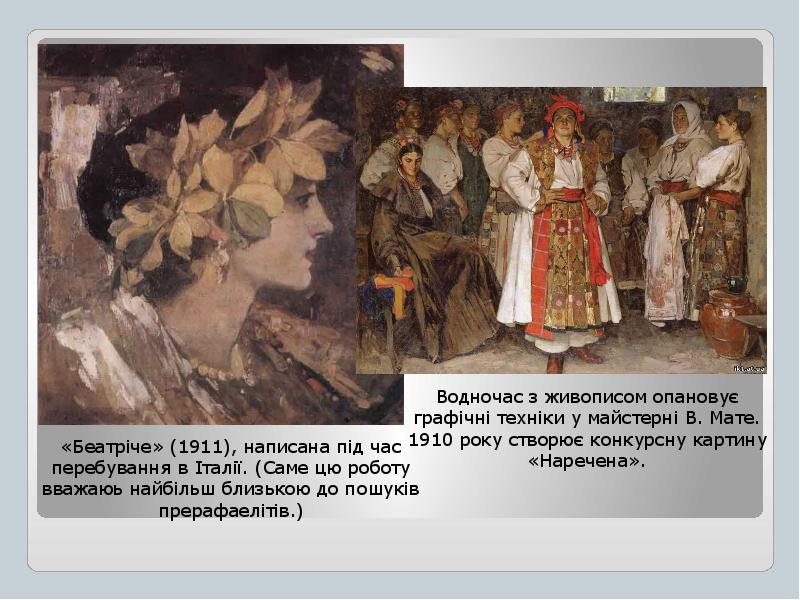 «Беатріче» (1911), написана під час
перебування в Італії. (Саме цю роботу
вважаюь найбільш близькою до пошуків
прерафаелітів.)
Водночас з живописом опановує
графічні техніки у майстерні В. Мате.
1910 року створює конкурсну картину
«Наречена».